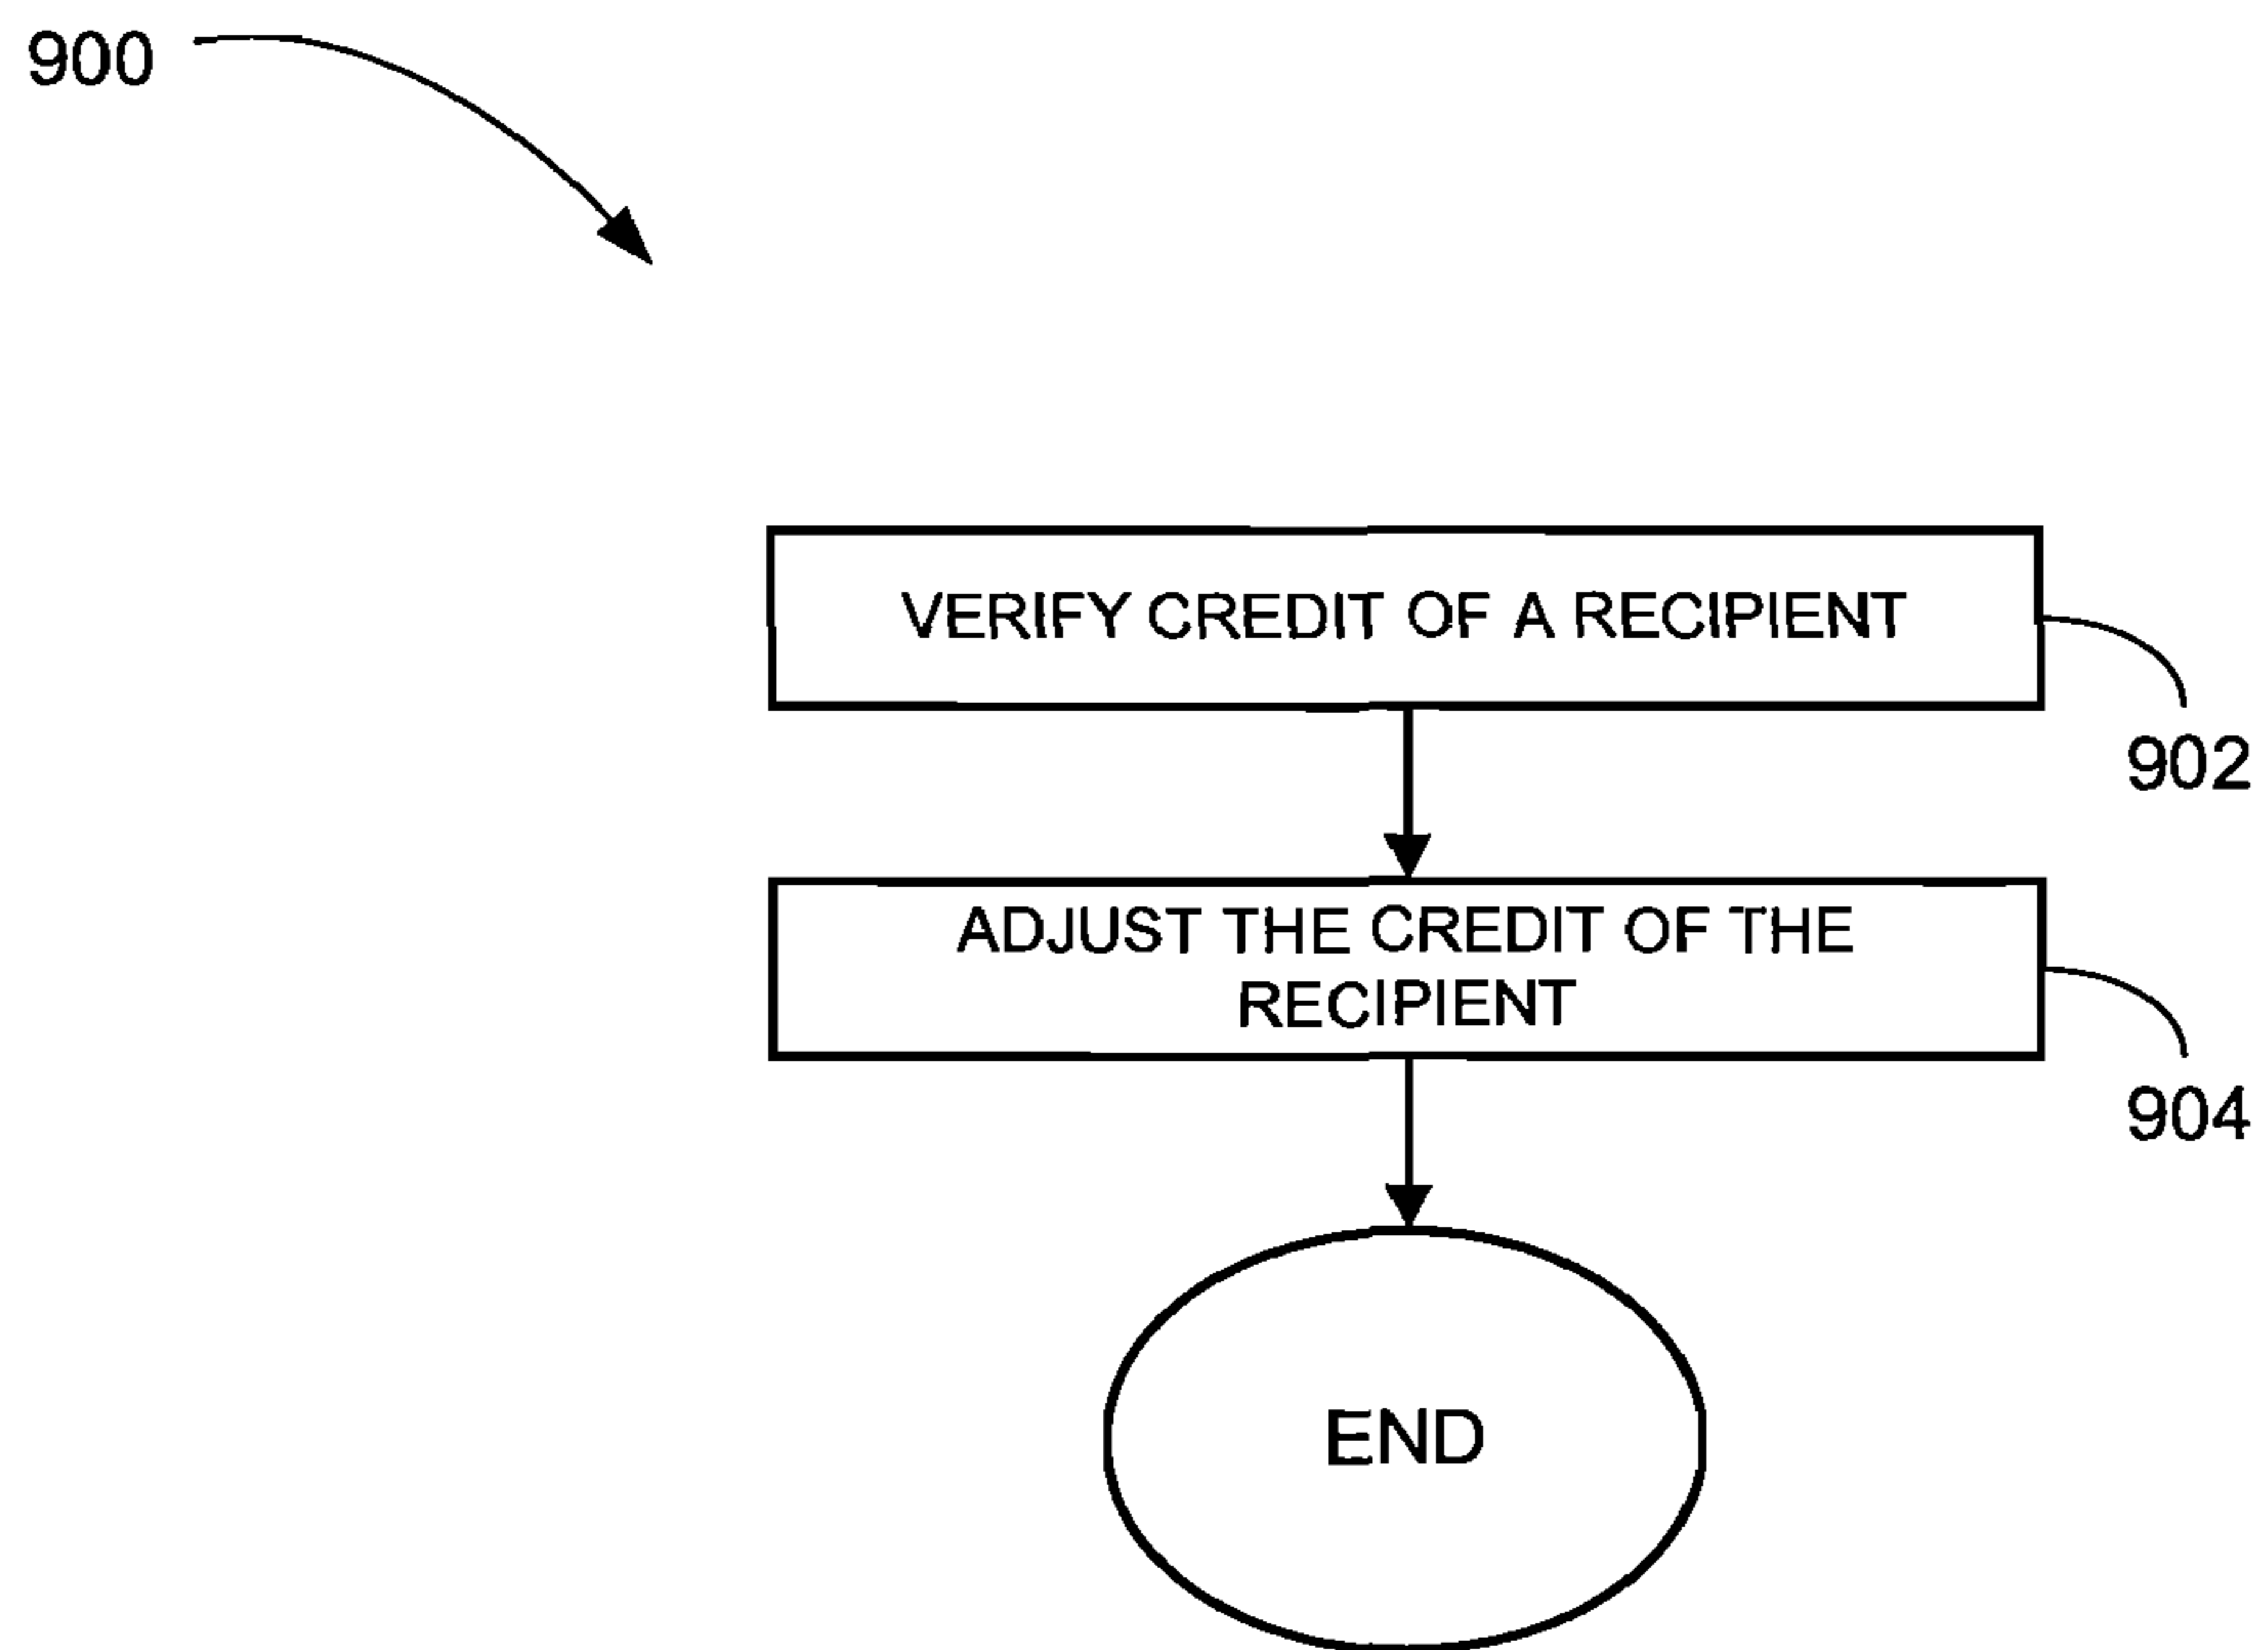 900
VERIFY CREDIT OF A RECIPIENT
902
ADJUST THE CREDIT OF THE
RECIPIENT
904
END